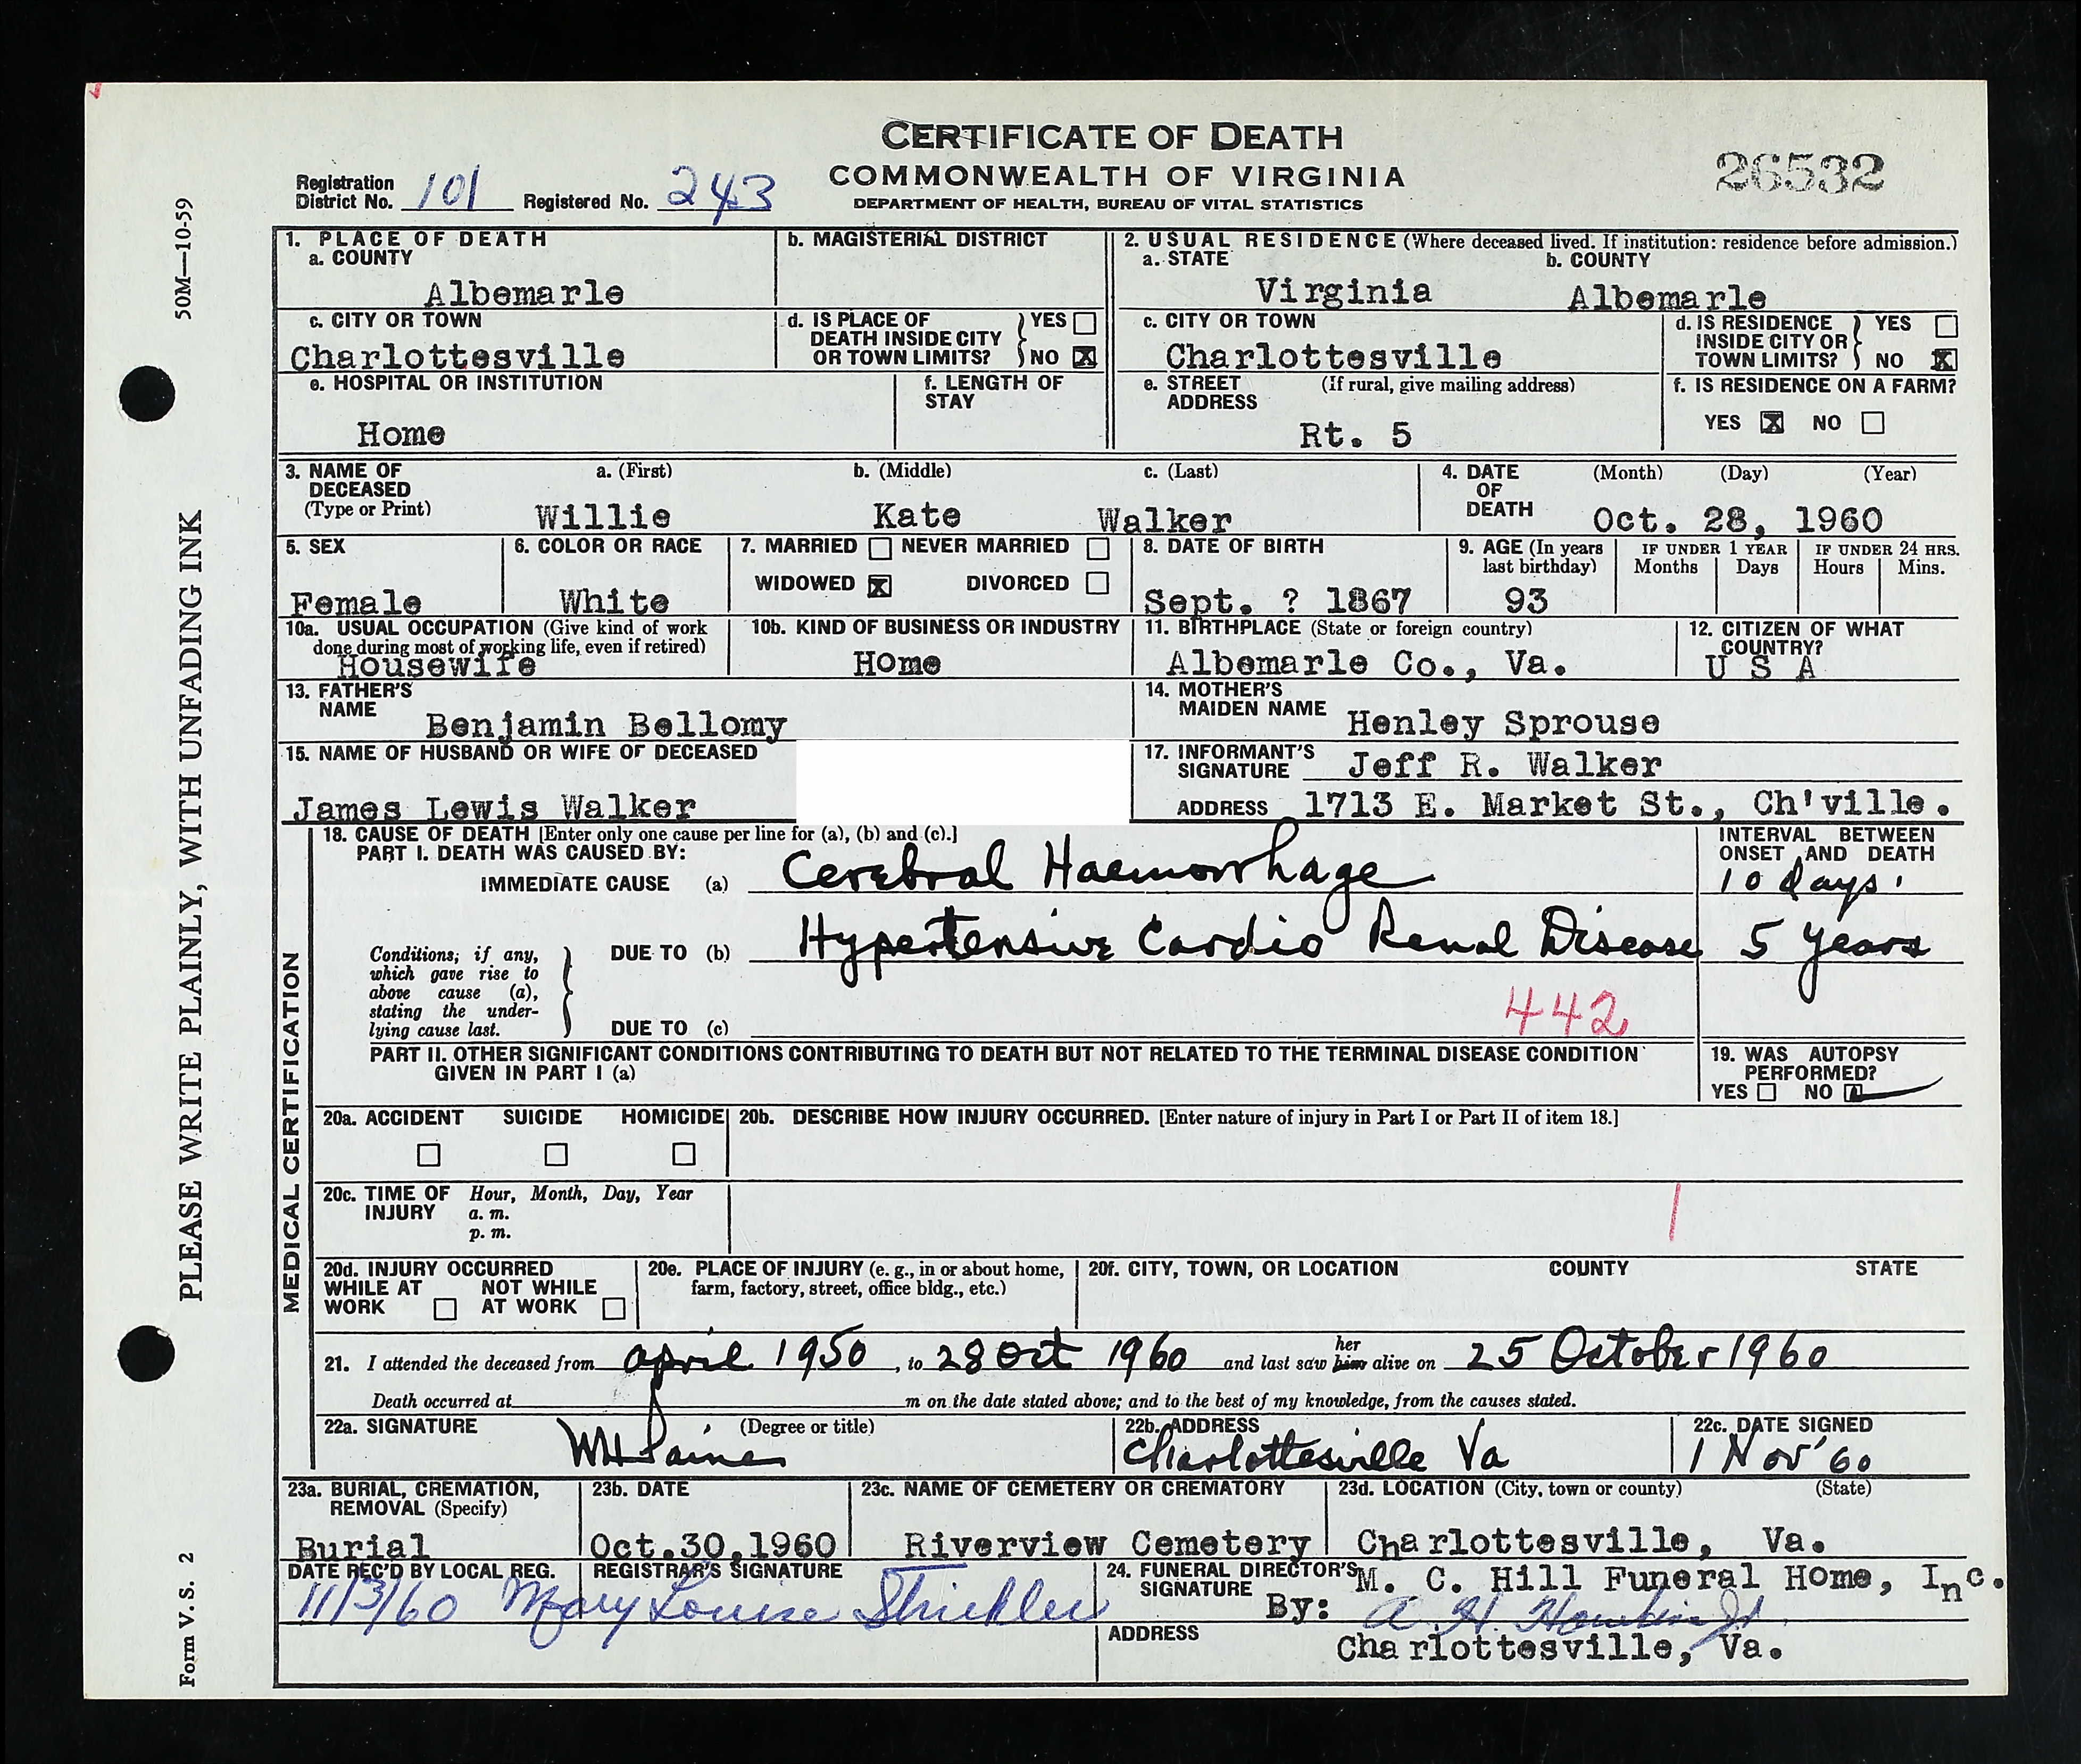 CERTIFICATE OF DEATH
COMMONWEALTH OF VIRGINIA
DEPARTMENT OF HEALTH, BUREAU OF VITAL STATISTICS
26532
Registration District No. 101 Registered No. 243
50M—10-59
PLEASE WRITE PLAINLY, WITH UNFADING INK
Form V. S. 2
1. PLACE OF DEATH
a. COUNTY
Albemarle
b. MAGISTERIAL DISTRICT
c. CITY OR TOWN
Charlottesville
d. IS PLACE OF DEATH INSIDE CITY OR TOWN LIMITS? YES ☐ NO ☒
e. HOSPITAL OR INSTITUTION
Home
f. LENGTH OF STAY
2. USUAL RESIDENCE (Where deceased lived. If institution: residence before admission.)
a. STATE
Virginia
b. COUNTY
Albemarle
c. CITY OR TOWN
Charlottesville
d. IS RESIDENCE INSIDE CITY OR TOWN LIMITS? YES ☐ NO ☒
e. STREET ADDRESS (If rural, give mailing address)
Rt. 5
f. IS RESIDENCE ON A FARM?
YES ☒ NO ☐
3. NAME OF DECEASED (Type or Print)
a. (First) b. (Middle) c. (Last)
Willie Kate Walker
4. DATE OF DEATH (Month) (Day) (Year)
Oct. 28, 1960
5. SEX
Female
6. COLOR OR RACE
White
7. MARRIED ☐ NEVER MARRIED ☐
WIDOWED ☒ DIVORCED ☐
8. DATE OF BIRTH
Sept. ? 1867
9. AGE (In years last birthday)
93
IF UNDER 1 YEAR
Months Days
IF UNDER 24 HRS.
Hours Mins.
10a. USUAL OCCUPATION (Give kind of work done during most of working life, even if retired)
Housewife
10b. KIND OF BUSINESS OR INDUSTRY
Home
11. BIRTHPLACE (State or foreign country)
Albemarle Co., Va.
12. CITIZEN OF WHAT COUNTRY?
U S A
13. FATHER'S NAME
Benjamin Bellomy
14. MOTHER'S MAIDEN NAME
Henley Sprouse
15. NAME OF HUSBAND OR WIFE OF DECEASED
James Lewis Walker
17. INFORMANT'S SIGNATURE Jeff R. Walker
ADDRESS 1713 E. Market St., Ch'ville.
MEDICAL CERTIFICATION
18. CAUSE OF DEATH [Enter only one cause per line for (a), (b) and (c).]
INTERVAL BETWEEN ONSET AND DEATH
PART I. DEATH WAS CAUSED BY:
IMMEDIATE CAUSE (a) Cerebral Haemorrhage 10 days.
Conditions, if any, which gave rise to above cause (a), stating the underlying cause last.
DUE TO (b) Hypertensive Cardio Renal Disease 5 years
DUE TO (c)
442
PART II. OTHER SIGNIFICANT CONDITIONS CONTRIBUTING TO DEATH BUT NOT RELATED TO THE TERMINAL DISEASE CONDITION GIVEN IN PART I (a)
19. WAS AUTOPSY PERFORMED?
YES ☐ NO ☒
20a. ACCIDENT SUICIDE HOMICIDE
☐ ☐ ☐
20b. DESCRIBE HOW INJURY OCCURRED. [Enter nature of injury in Part I or Part II of item 18.]
20c. TIME OF INJURY Hour, Month, Day, Year
a. m.
p. m.
1
20d. INJURY OCCURRED
WHILE AT WORK ☐ NOT WHILE AT WORK ☐
20e. PLACE OF INJURY (e. g., in or about home, farm, factory, street, office bldg., etc.)
20f. CITY, TOWN, OR LOCATION COUNTY STATE
21. I attended the deceased from April 1950, to 28 Oct 1960 and last saw her him alive on 25 October 1960
Death occurred at m on the date stated above; and to the best of my knowledge, from the causes stated.
22a. SIGNATURE (Degree or title)
WH Paine
22b. ADDRESS
Charlottesville Va
22c. DATE SIGNED
1 Nov '60
23a. BURIAL, CREMATION, REMOVAL (Specify)
Burial
23b. DATE
Oct.30,1960
23c. NAME OF CEMETERY OR CREMATORY
Riverview Cemetery
23d. LOCATION (City, town or county) (State)
Charlottesville, Va.
DATE REC'D BY LOCAL REG.
11/3/60
REGISTRAR'S SIGNATURE
Mary Louise Strickler
24. FUNERAL DIRECTOR'S SIGNATURE
M. C. Hill Funeral Home, Inc.
By: A. H.
ADDRESS
Charlottesville, Va.